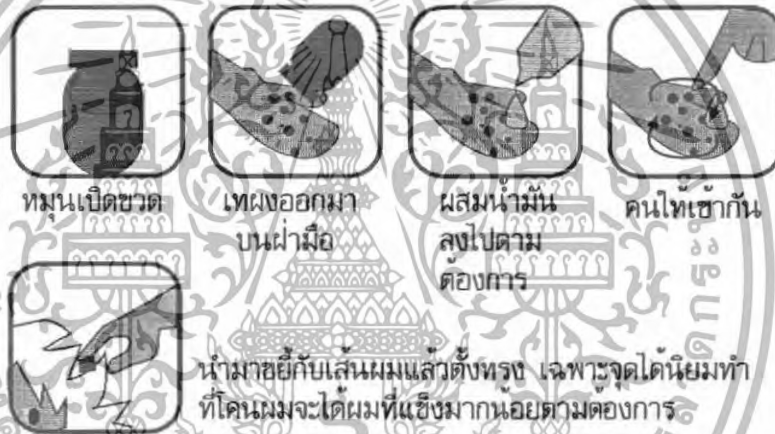 หมุนเปิดขวด
เทผงออกมา
บนฝ่ามือ
ผสมน้ำมัน
ลงไปตาม
ต้องการ
คนให้เข้ากัน
นำมาขยี้กับเส้นผมแล้วตั้งทรง เฉพาะจุดได้นิยมทำ
ที่โคนผมจะได้ผมที่แข็งมากน้อยตามต้องการ